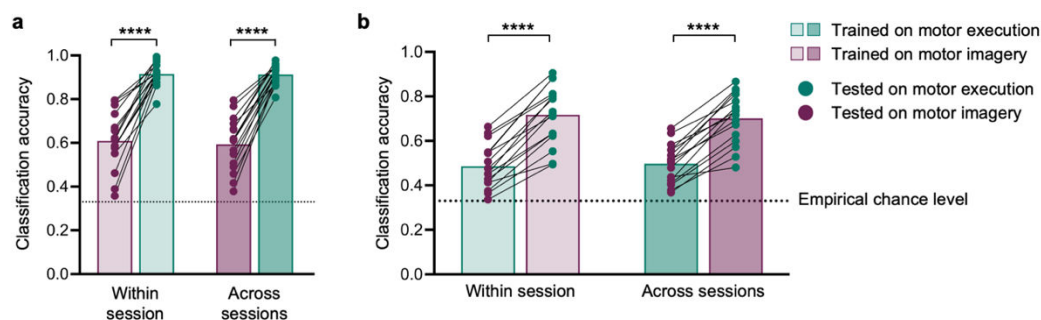 a
****
****
1.0
0.8
0.6
0.4
0.2
0.0
Classification accuracy
Within
session
Across
sessions
b
****
****
1.0
0.8
0.6
0.4
0.2
0.0
Classification accuracy
Within session
Across sessions
Trained on motor execution
Trained on motor imagery
Tested on motor execution
Tested on motor imagery
Empirical chance level